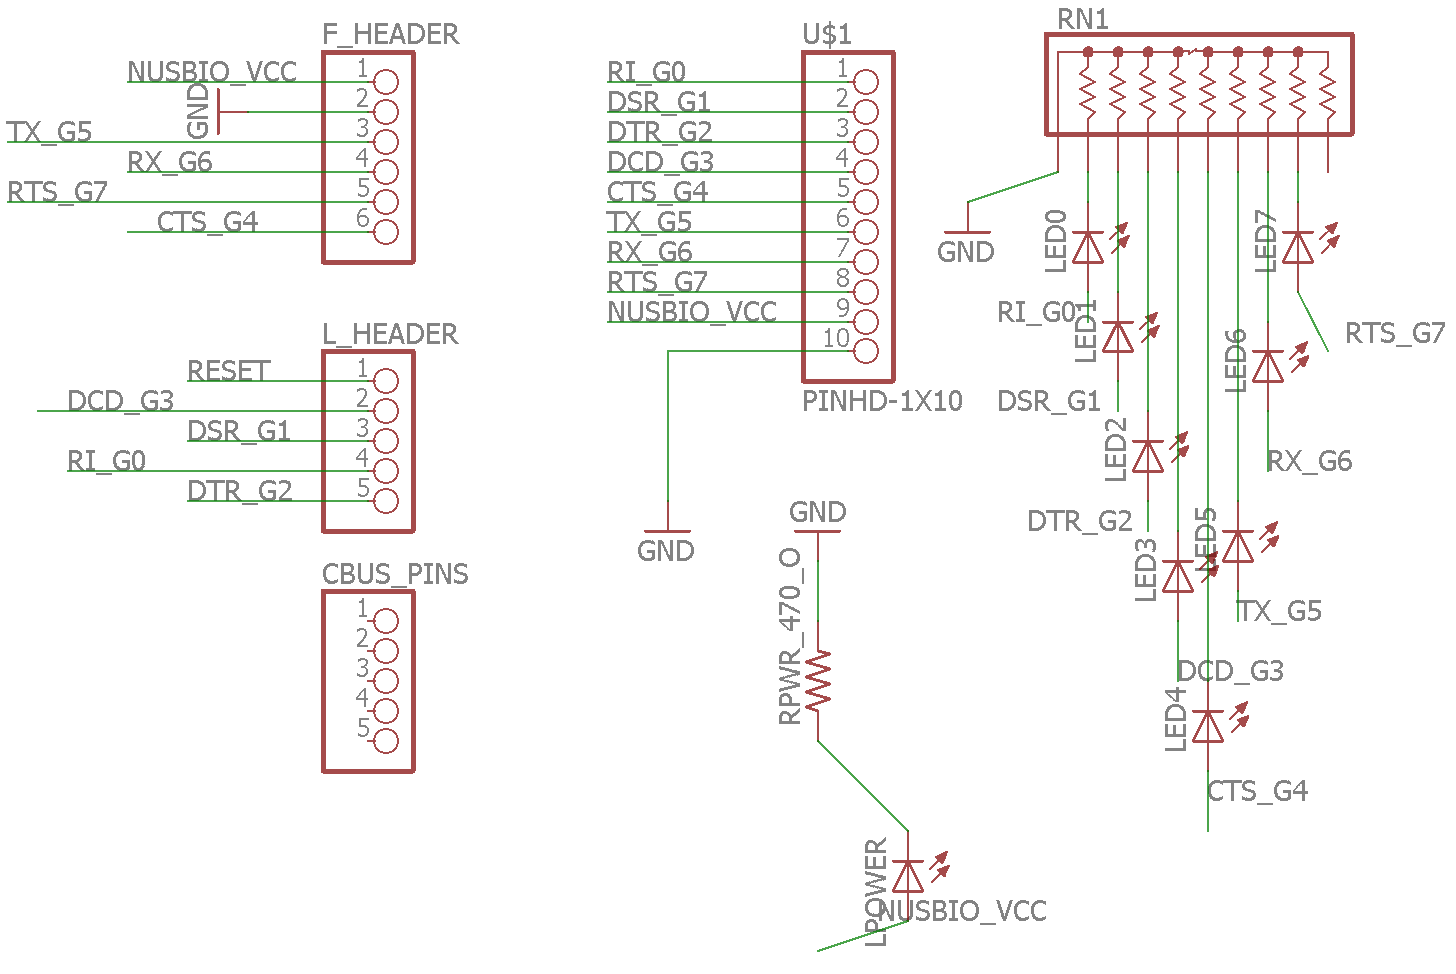 F_HEADER
NUSBIO_VCC
1
GND
2
TX_G5
3
RX_G6
4
RTS_G7
5
CTS_G4
6
L_HEADER
RESET
1
DCD_G3
2
DSR_G1
3
RI_G0
4
DTR_G2
5
CBUS_PINS
1
2
3
4
5
U$1
RI_G0
1
DSR_G1
2
DTR_G2
3
DCD_G3
4
CTS_G4
5
TX_G5
6
RX_G6
7
RTS_G7
8
NUSBIO_VCC
9
10
PINHD-1X10
GND
GND
RPWR_470_O
LPOWER
NUSBIO_VCC
RN1
GND
LED0
RI_G0
LED1
DSR_G1
LED2
DTR_G2
LED3
DCD_G3
LED4
CTS_G4
LED5
TX_G5
LED6
RX_G6
LED7
RTS_G7